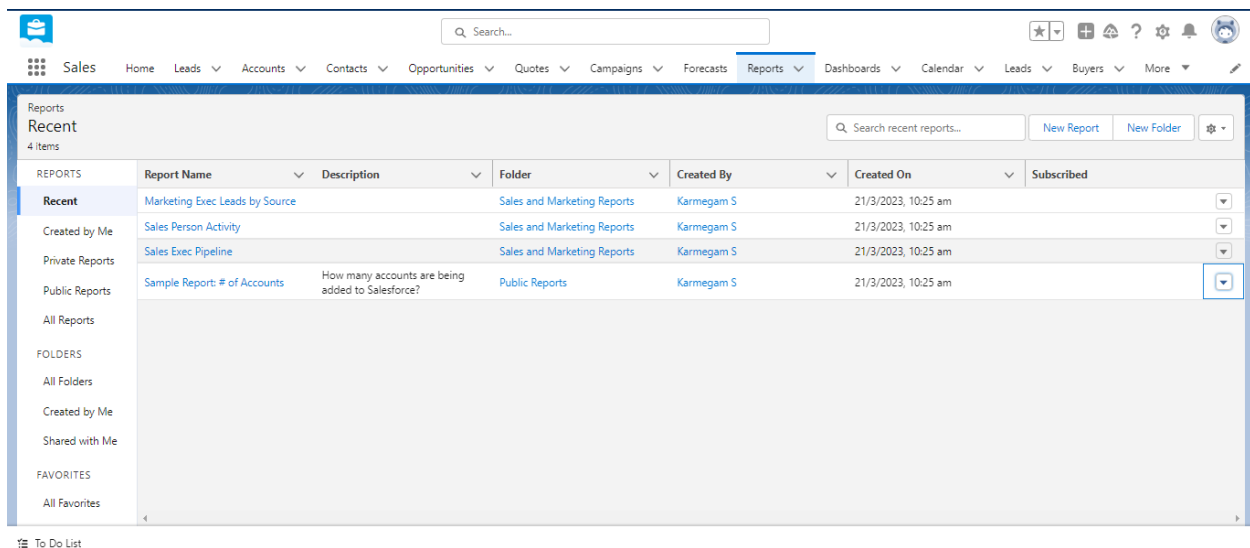 Search...
Sales Home Leads Accounts Contacts Opportunities Quotes Campaigns Forecasts Reports Dashboards Calendar Leads Buyers More
Reports
Recent
4 items
Search recent reports...
New Report New Folder
REPORTS
Recent
Created by Me
Private Reports
Public Reports
All Reports
FOLDERS
All Folders
Created by Me
Shared with Me
FAVORITES
All Favorites
Report Name Description Folder Created By Created On Subscribed
Marketing Exec Leads by Source Sales and Marketing Reports Karmegam S 21/3/2023, 10:25 am
Sales Person Activity Sales and Marketing Reports Karmegam S 21/3/2023, 10:25 am
Sales Exec Pipeline Sales and Marketing Reports Karmegam S 21/3/2023, 10:25 am
Sample Report: # of Accounts How many accounts are being added to Salesforce? Public Reports Karmegam S 21/3/2023, 10:25 am
To Do List